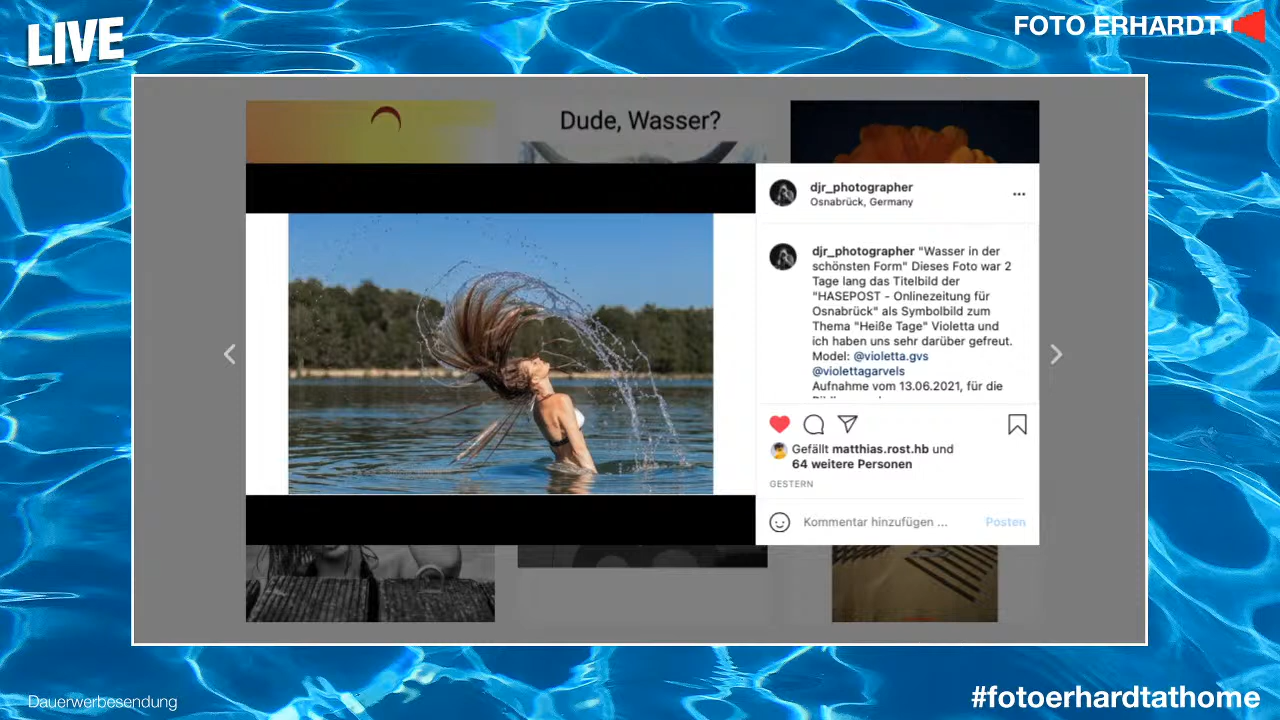 LIVE
FOTO ERHARDT
Dude, Wasser?
djr_photographer
Osnabrück, Germany
djr_photographer "Wasser in der
schönsten Form" Dieses Foto war 2
Tage lang das Titelbild der
"HASEPOST - Onlinezeitung für
Osnabrück" als Symbolbild zum
Thema "Heiße Tage" Violetta und
ich haben uns sehr darüber gefreut.
Model: @violetta.gvs
@violettagarvels
Aufnahme vom 13.06.2021, für die
Gefällt matthias.rost.hb und
64 weitere Personen
GESTERN
Kommentar hinzufügen ...
Posten
Dauerwerbesendung
#fotoerhardtathome